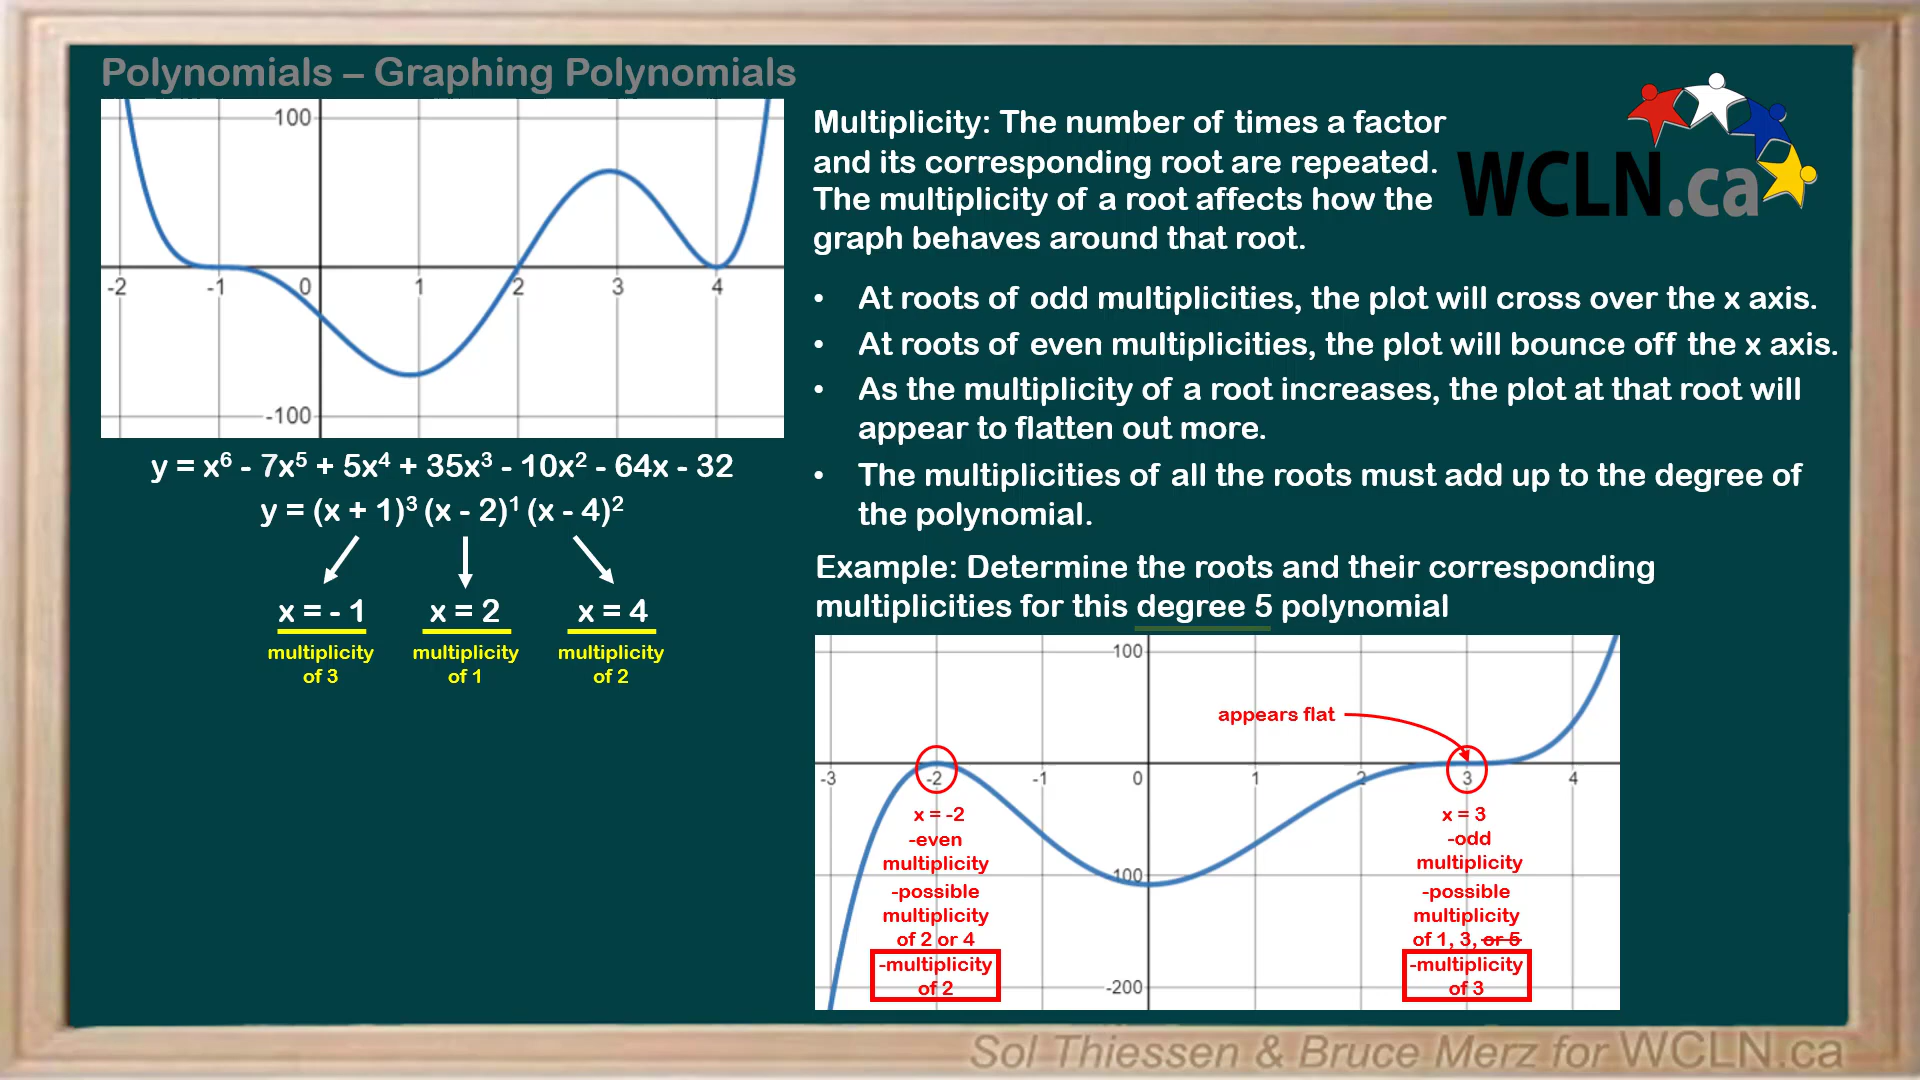 Polynomials – Graphing Polynomials
100
-2 -1 0 1 2 3 4
-100
y = x⁶ - 7x⁵ + 5x⁴ + 35x³ - 10x² - 64x - 32
y = (x + 1)³ (x - 2)¹ (x - 4)²
x = - 1 x = 2 x = 4
multiplicity multiplicity multiplicity
of 3 of 1 of 2
Multiplicity: The number of times a factor
and its corresponding root are repeated.
The multiplicity of a root affects how the
graph behaves around that root.
WCLN.ca
• At roots of odd multiplicities, the plot will cross over the x axis.
• At roots of even multiplicities, the plot will bounce off the x axis.
• As the multiplicity of a root increases, the plot at that root will
appear to flatten out more.
• The multiplicities of all the roots must add up to the degree of
the polynomial.
Example: Determine the roots and their corresponding
multiplicities for this degree 5 polynomial
100
appears flat
-3 -2 -1 0 1 2 3 4
-100
-200
x = -2
-even
multiplicity
-possible
multiplicity
of 2 or 4
-multiplicity
of 2
x = 3
-odd
multiplicity
-possible
multiplicity
of 1, 3, or 5
-multiplicity
of 3
Sol Thiessen & Bruce Merz for WCLN.ca